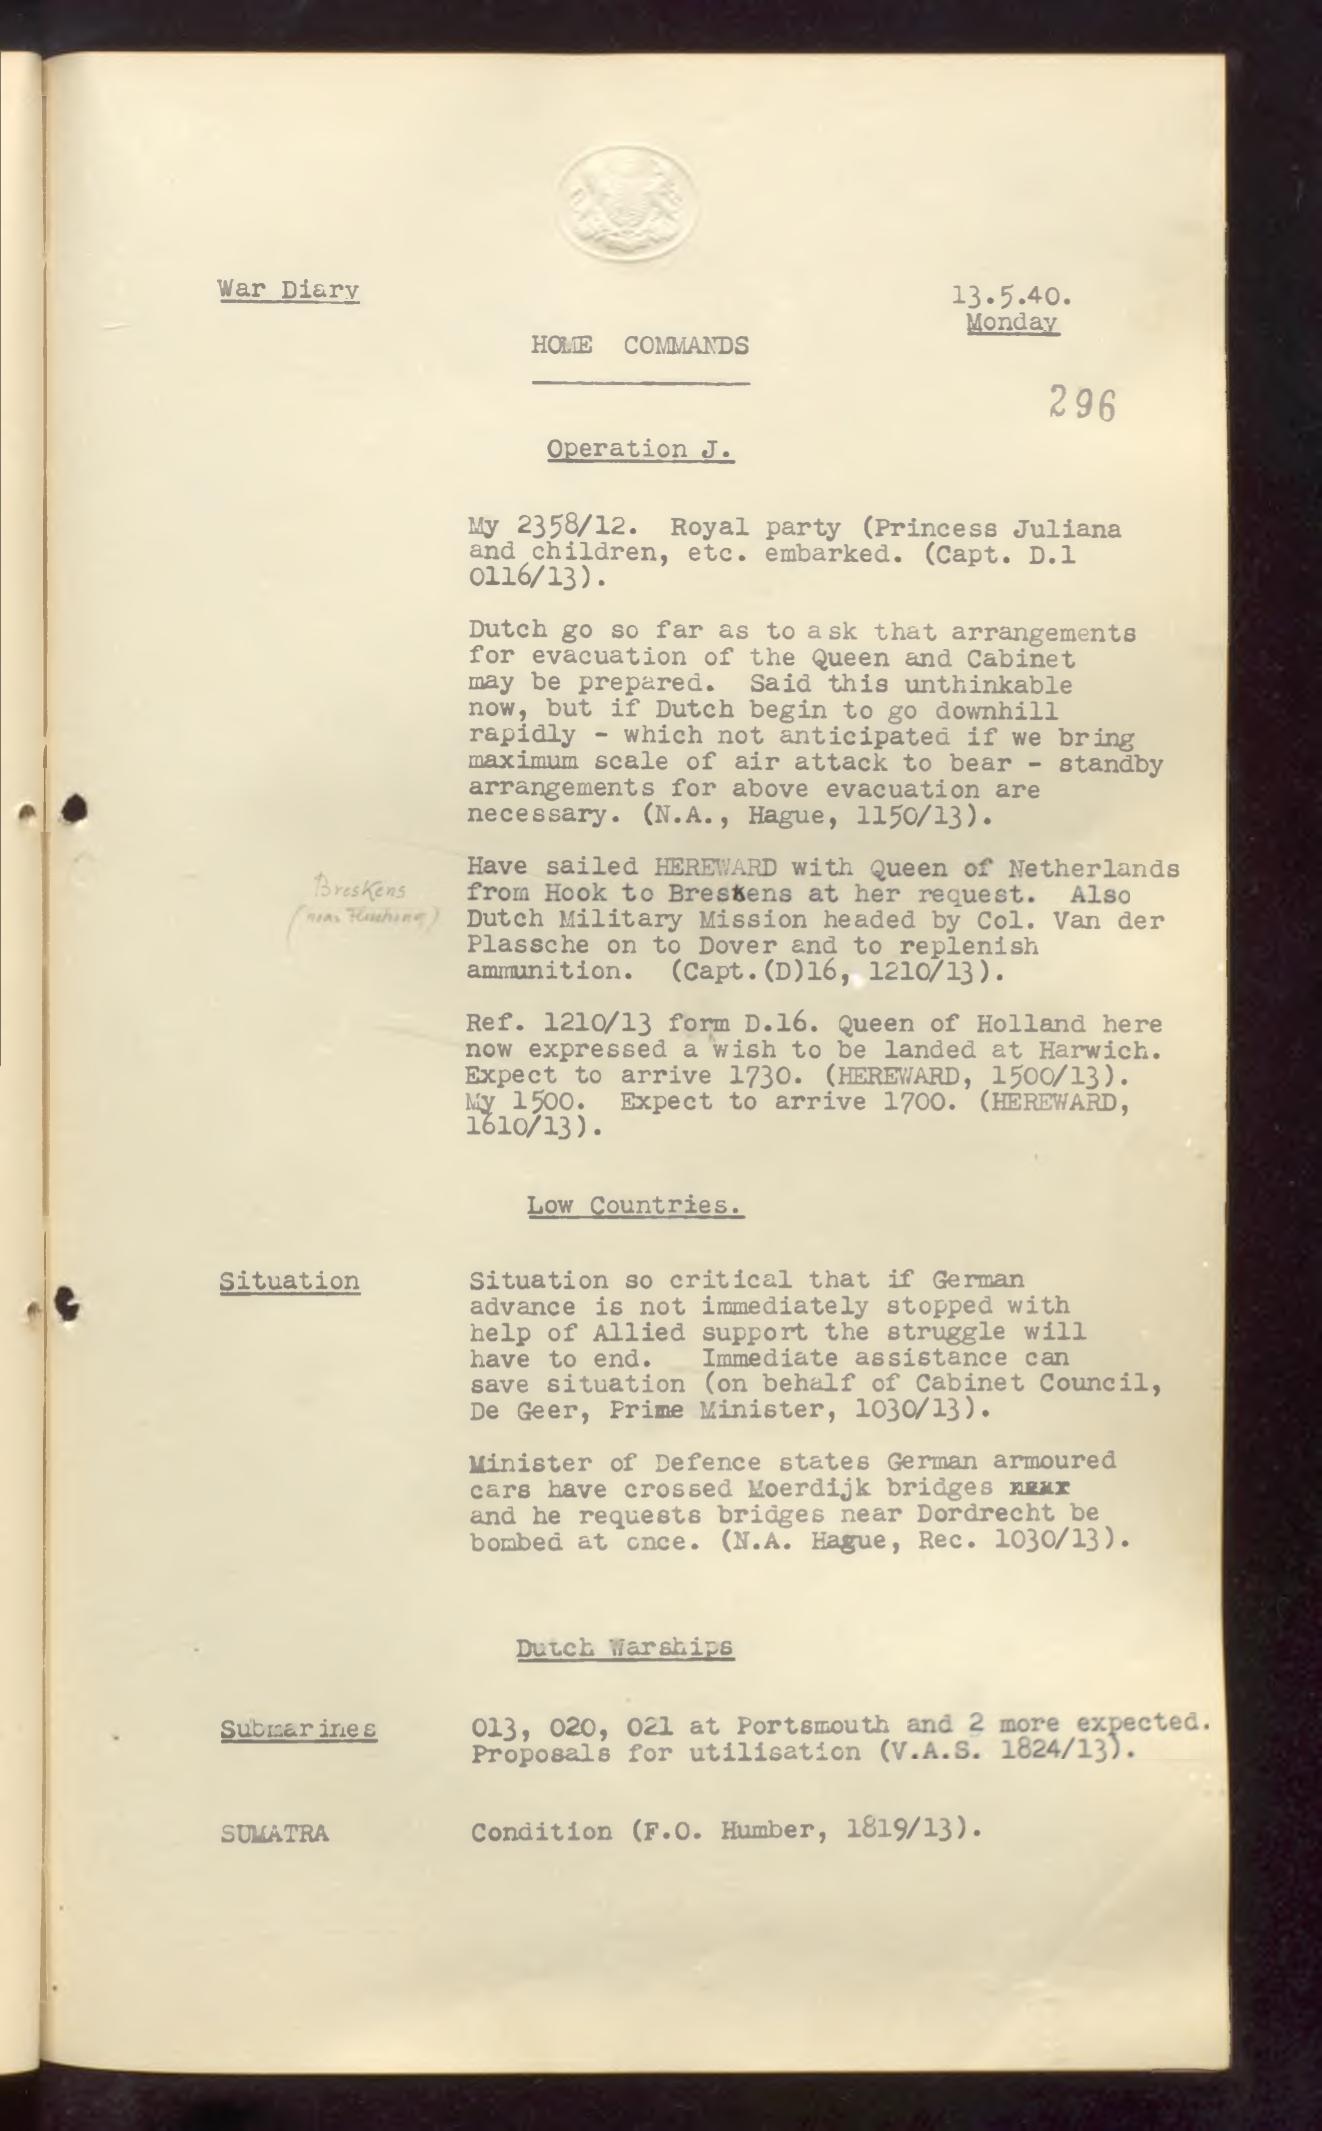 War Diary
13.5.40.
Monday
HOME COMMANDS
296
Operation J.
My 2358/12. Royal party (Princess Juliana
and children, etc. embarked. (Capt. D.1
0116/13).
Dutch go so far as to ask that arrangements
for evacuation of the Queen and Cabinet
may be prepared. Said this unthinkable
now, but if Dutch begin to go downhill
rapidly - which not anticipated if we bring
maximum scale of air attack to bear - standby
arrangements for above evacuation are
necessary. (N.A., Hague, 1150/13).
Breskens
(near Flushing)
Have sailed HEREWARD with Queen of Netherlands
from Hook to Breskens at her request. Also
Dutch Military Mission headed by Col. Van der
Plassche on to Dover and to replenish
ammunition. (Capt.(D)16, 1210/13).
Ref. 1210/13 form D.16. Queen of Holland here
now expressed a wish to be landed at Harwich.
Expect to arrive 1730. (HEREWARD, 1500/13).
My 1500. Expect to arrive 1700. (HEREWARD,
1610/13).
Low Countries.
Situation
Situation so critical that if German
advance is not immediately stopped with
help of Allied support the struggle will
have to end. Immediate assistance can
save situation (on behalf of Cabinet Council,
De Geer, Prime Minister, 1030/13).
Minister of Defence states German armoured
cars have crossed Moerdijk bridges
and he requests bridges near Dordrecht be
bombed at once. (N.A. Hague, Rec. 1030/13).
Dutch Warships
Submarines
013, 020, 021 at Portsmouth and 2 more expected.
Proposals for utilisation (V.A.S. 1824/13).
SUMATRA
Condition (F.O. Humber, 1819/13).